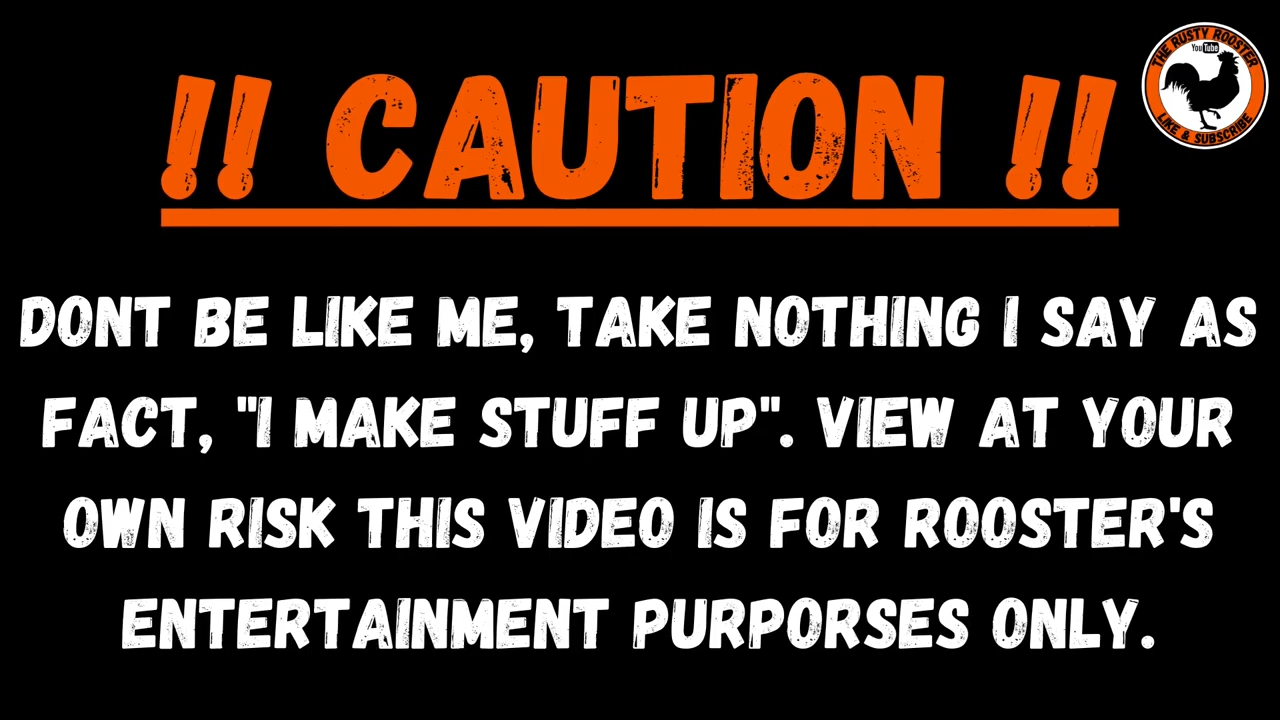 !! CAUTION !!
THE RUSTY ROOSTER
YouTube
LIKE & SUBSCRIBE
DONT BE LIKE ME, TAKE NOTHING I SAY AS
FACT, "I MAKE STUFF UP". VIEW AT YOUR
OWN RISK THIS VIDEO IS FOR ROOSTER'S
ENTERTAINMENT PURPORSES ONLY.